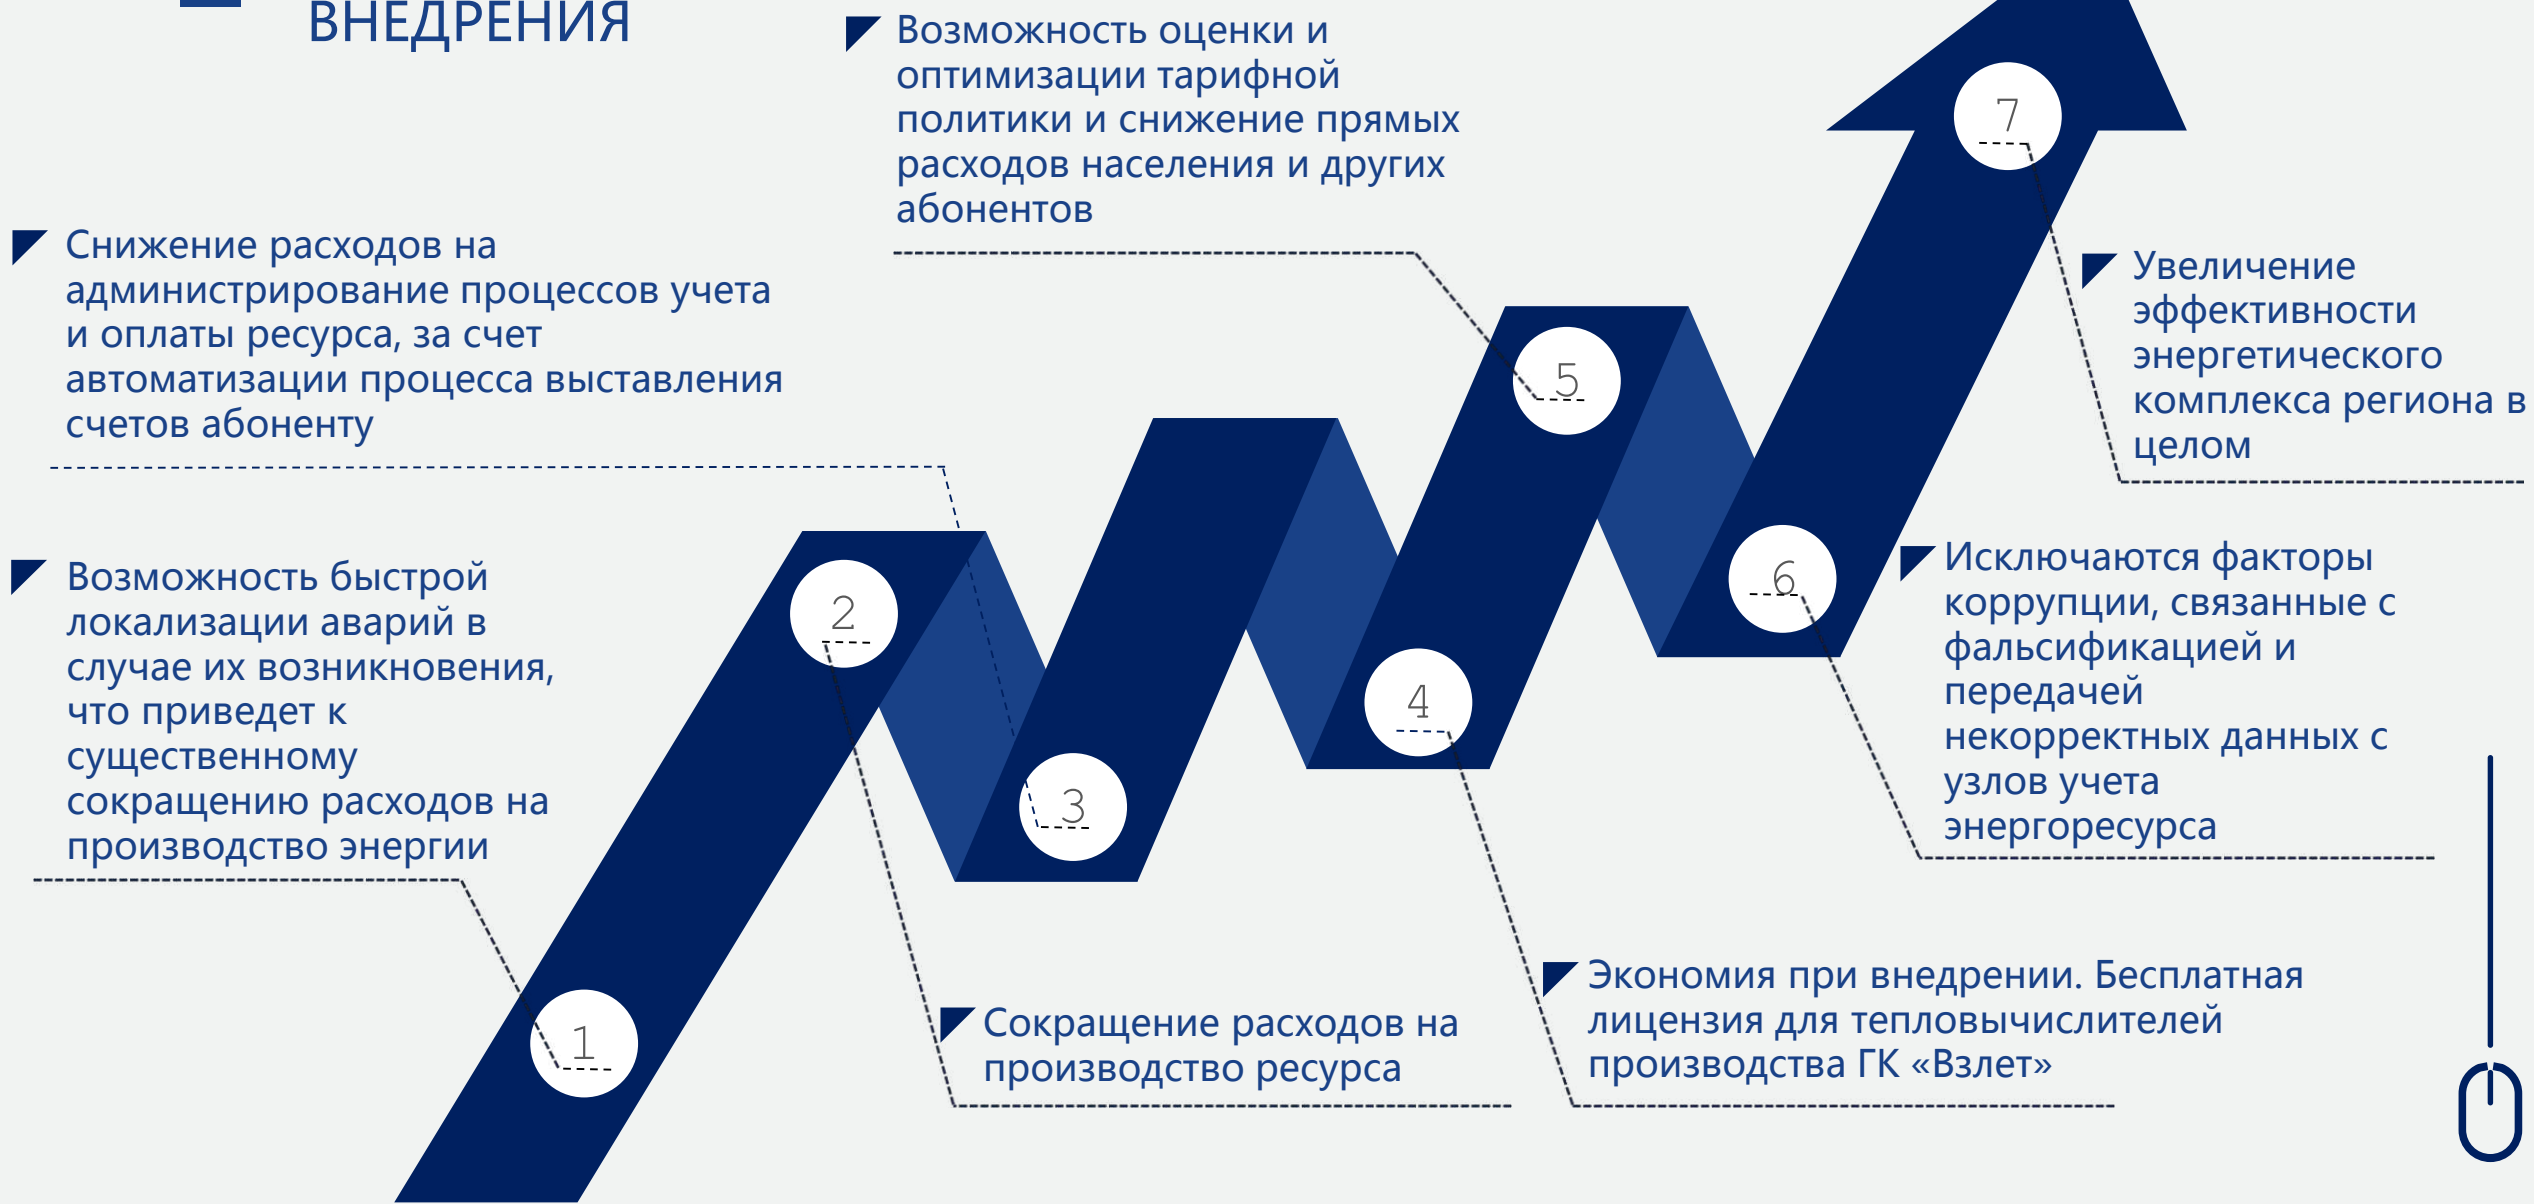 ВНЕДРЕНИЯ
Возможность оценки и
оптимизации тарифной
политики и снижение прямых
расходов населения и других
абонентов
Снижение расходов на
администрирование процессов учета
и оплаты ресурса, за счет
автоматизации процесса выставления
счетов абоненту
Возможность быстрой
локализации аварий в
случае их возникновения,
что приведет к
существенному
сокращению расходов на
производство энергии
7
5
6
2
4
3
1
Увеличение
эффективности
энергетического
комплекса региона в
целом
Исключаются факторы
коррупции, связанные с
фальсификацией и
передачей
некорректных данных с
узлов учета
энергоресурса
Сокращение расходов на
производство ресурса
Экономия при внедрении. Бесплатная
лицензия для тепловычислителей
производства ГК «Взлет»